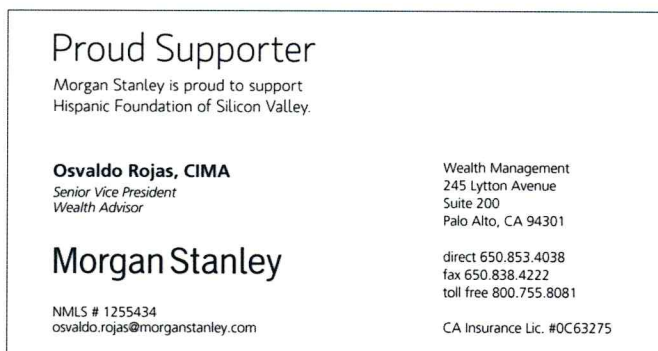 Proud Supporter
Morgan Stanley is proud to support
Hispanic Foundation of Silicon Valley.
Osvaldo Rojas, CIMA
Senior Vice President
Wealth Advisor
Morgan Stanley
NMLS # 1255434
osvaldo.rojas@morganstanley.com
Wealth Management
245 Lytton Avenue
Suite 200
Palo Alto, CA 94301
direct 650.853.4038
fax 650.838.4222
toll free 800.755.8081
CA Insurance Lic. #0C63275